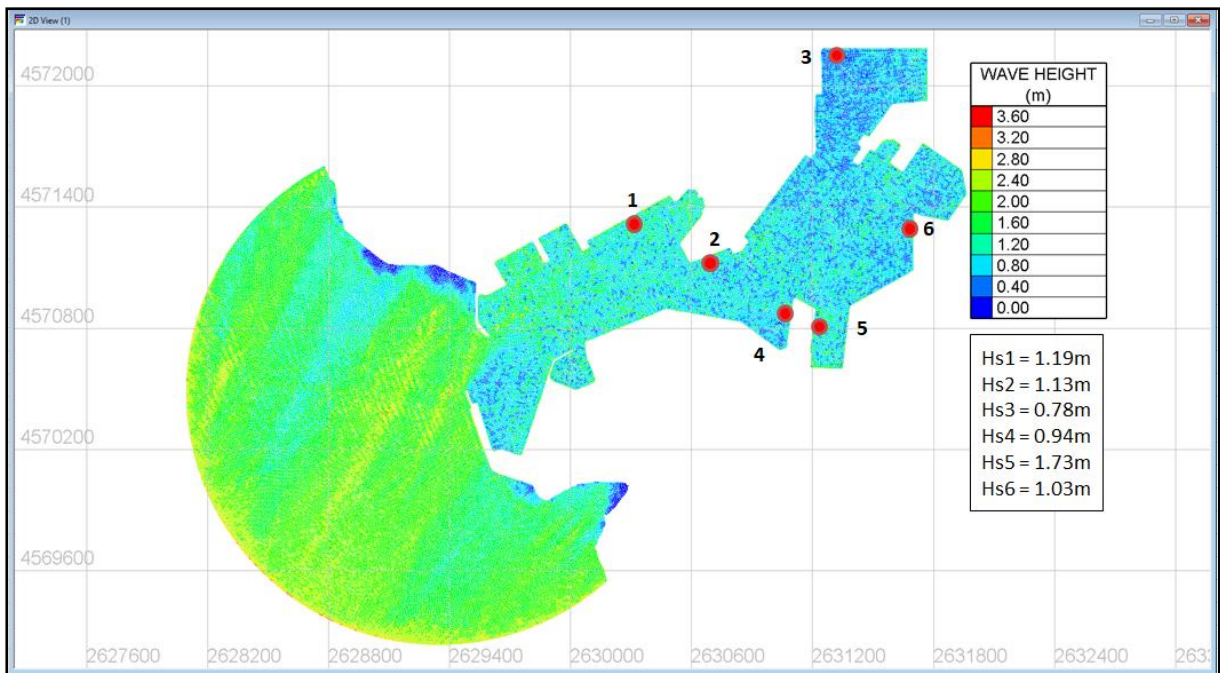 2D View (1)
3
4572000
WAVE HEIGHT
(m)
3.60
3.20
2.80
2.40
2.00
1.60
1.20
0.80
0.40
0.00
4571400
1
2
6
4570800
4
5
Hs1 = 1.19m
Hs2 = 1.13m
Hs3 = 0.78m
Hs4 = 0.94m
Hs5 = 1.73m
Hs6 = 1.03m
4570200
4569600
2627600 2628200 2628800 2629400 2630000 2630600 2631200 2631800 2632400 2633